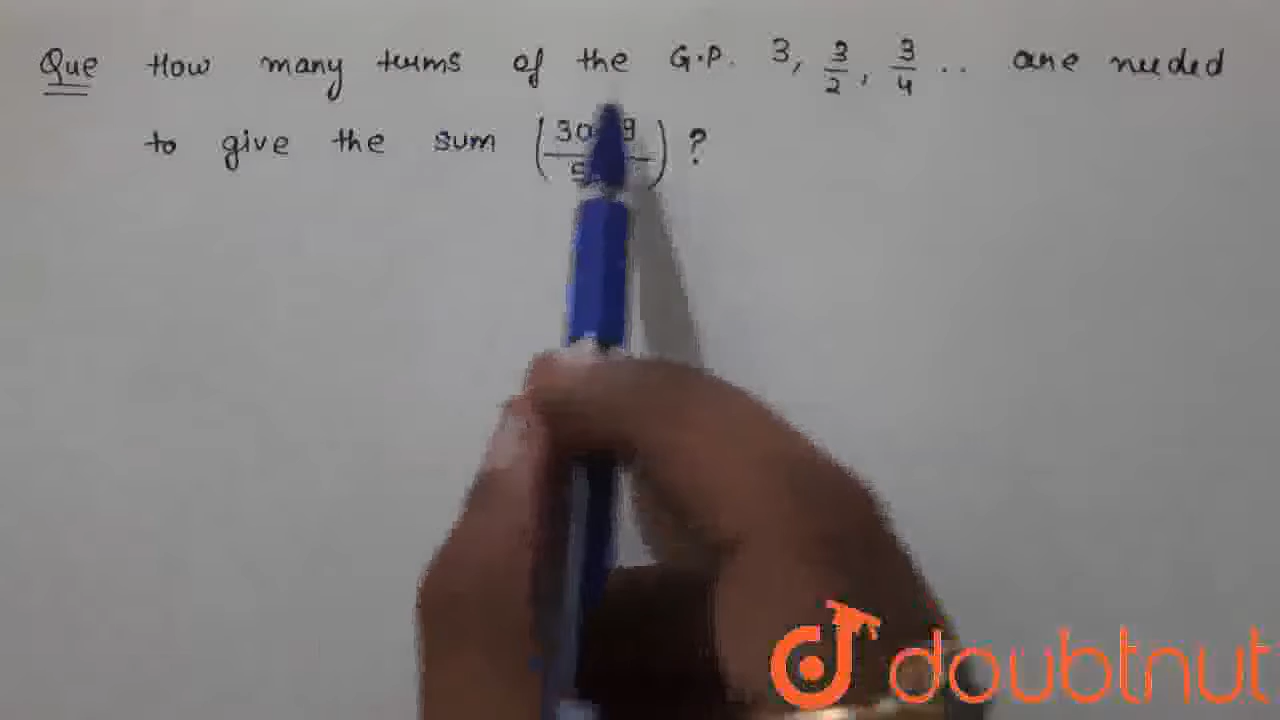 Que How many terms of the G.P. 3, 3/2, 3/4 .. are needed
to give the sum ?
doubtnut